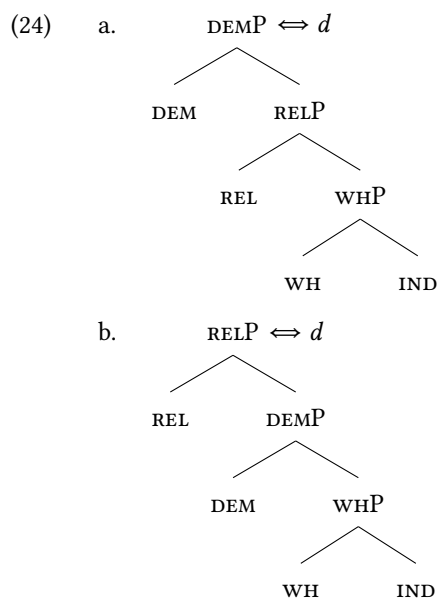 (24) a. DEMP ⇔ d
DEM RELP
REL WHP
WH IND
b. RELP ⇔ d
REL DEMP
DEM WHP
WH IND